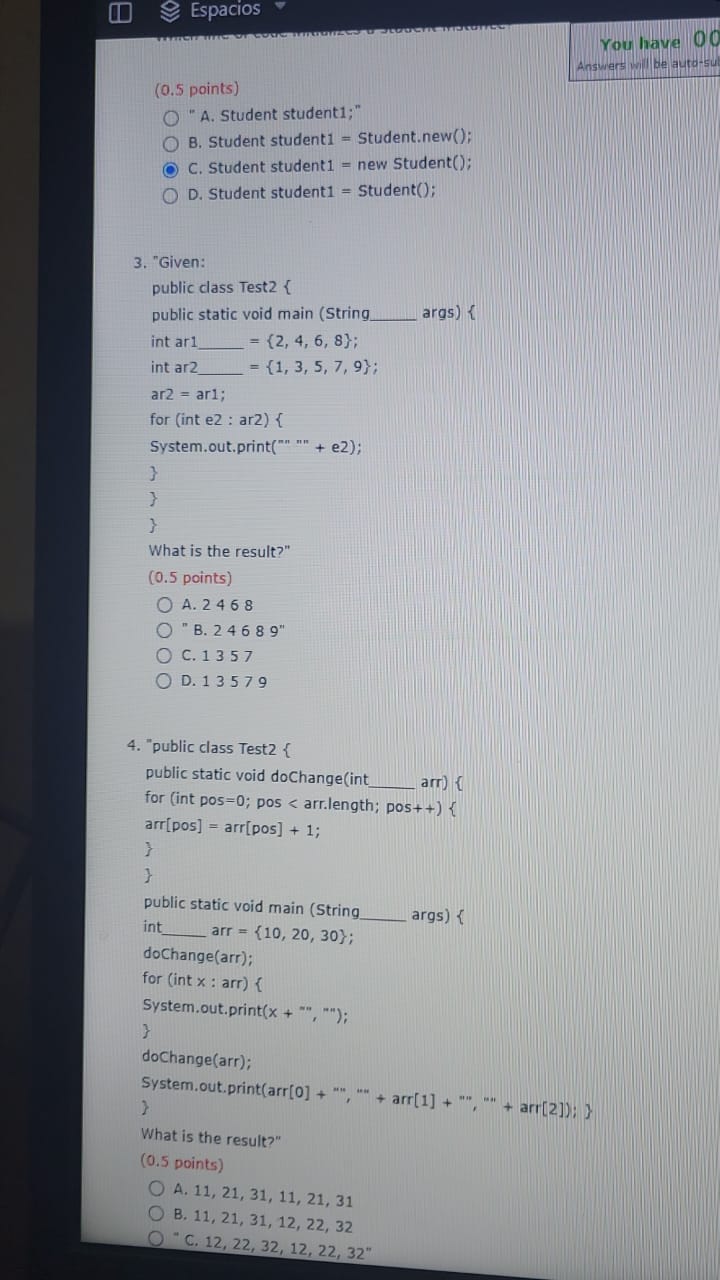 Espacios
You have 00
Answers will be auto-sub
(0.5 points)
" A. Student student1;"
B. Student student1 = Student.new();
C. Student student1 = new Student();
D. Student student1 = Student();
3. "Given:
public class Test2 {
public static void main (String_____ args) {
int ar1_____ = {2, 4, 6, 8};
int ar2_____ = {1, 3, 5, 7, 9};
ar2 = ar1;
for (int e2 : ar2) {
System.out.print("" "" + e2);
}
}
}
What is the result?"
(0.5 points)
A. 2 4 6 8
" B. 2 4 6 8 9"
C. 1 3 5 7
D. 1 3 5 7 9
4. "public class Test2 {
public static void doChange(int_____ arr) {
for (int pos=0; pos < arr.length; pos++) {
arr[pos] = arr[pos] + 1;
}
}
public static void main (String_____ args) {
int_____ arr = {10, 20, 30};
doChange(arr);
for (int x : arr) {
System.out.print(x + "", "");
}
doChange(arr);
System.out.print(arr[0] + "", "" + arr[1] + "", "" + arr[2]); }
}
What is the result?"
(0.5 points)
A. 11, 21, 31, 11, 21, 31
B. 11, 21, 31, 12, 22, 32
" C. 12, 22, 32, 12, 22, 32"